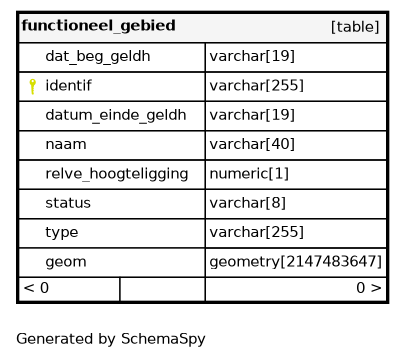 functioneel_gebied [table]
dat_beg_geldh varchar[19]
identif varchar[255]
datum_einde_geldh varchar[19]
naam varchar[40]
relve_hoogteligging numeric[1]
status varchar[8]
type varchar[255]
geom geometry[2147483647]
< 0 0 >
Generated by SchemaSpy